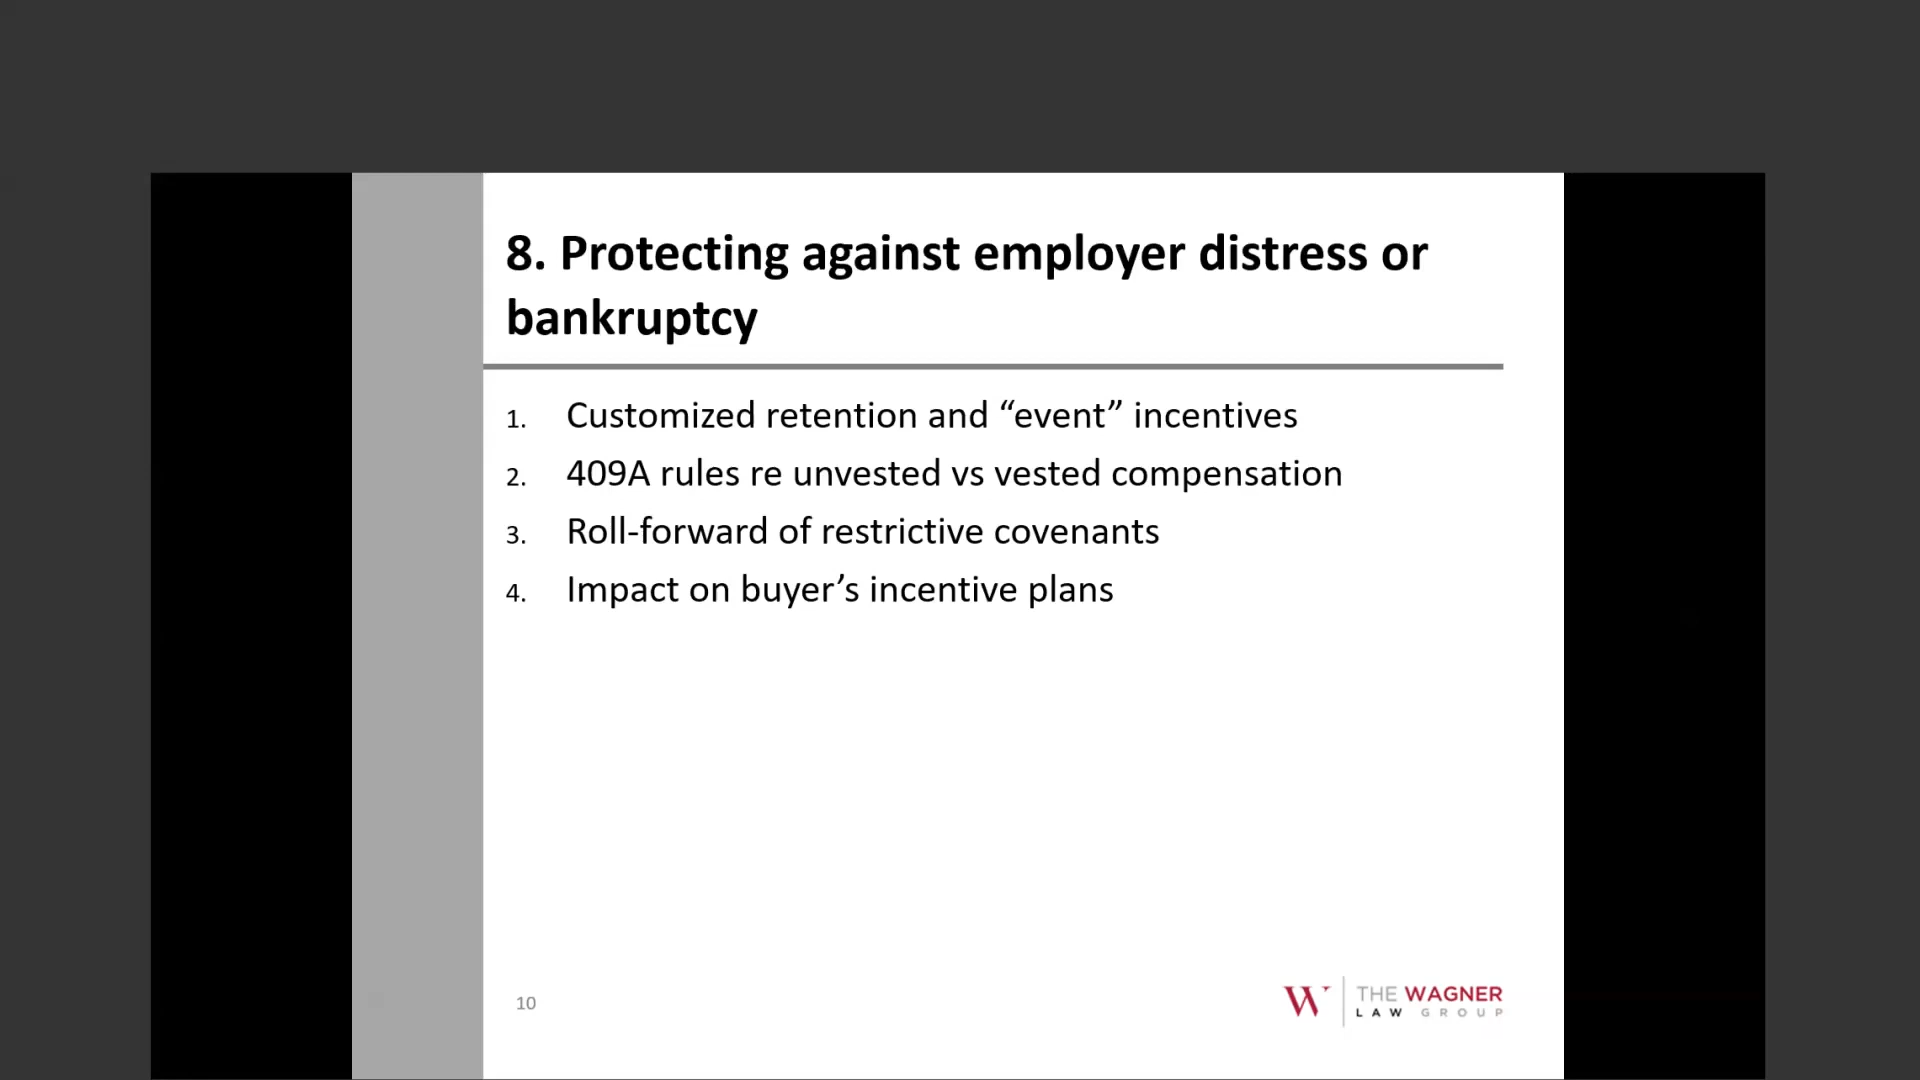 8. Protecting against employer distress or
bankruptcy
1. Customized retention and “event” incentives
2. 409A rules re unvested vs vested compensation
3. Roll-forward of restrictive covenants
4. Impact on buyer’s incentive plans
10
W THE WAGNER
LAW GROUP